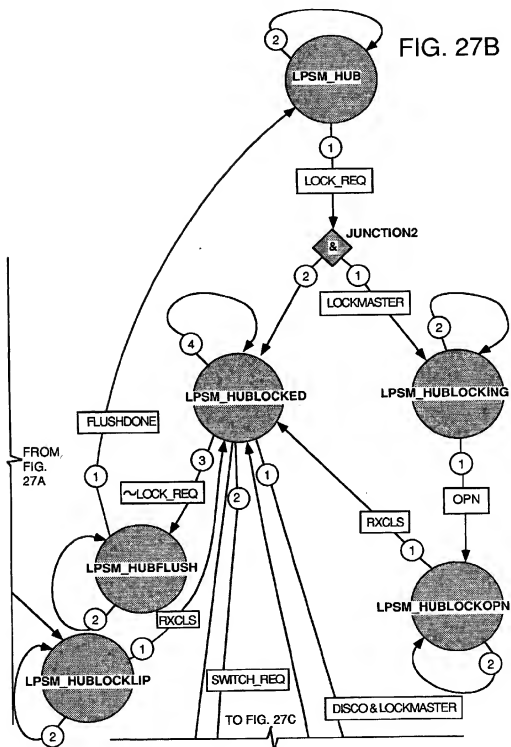 FIG. 27B
2
LPSM_HUB
1
LOCK_REQ
&
JUNCTION2
2
1
LOCKMASTER
4
2
LPSM_HUBLOCKED
LPSM_HUBLOCKING
FLUSHDONE
3
2
1
1
FROM
FIG.
27A
~LOCK_REQ
OPN
1
RXCLS
1
LPSM_HUBFLUSH
LPSM_HUBLOCKOPN
2
RXCLS
1
2
LPSM_HUBLOCKLIP
SWITCH_REQ
DISCO & LOCKMASTER
2
TO FIG. 27C